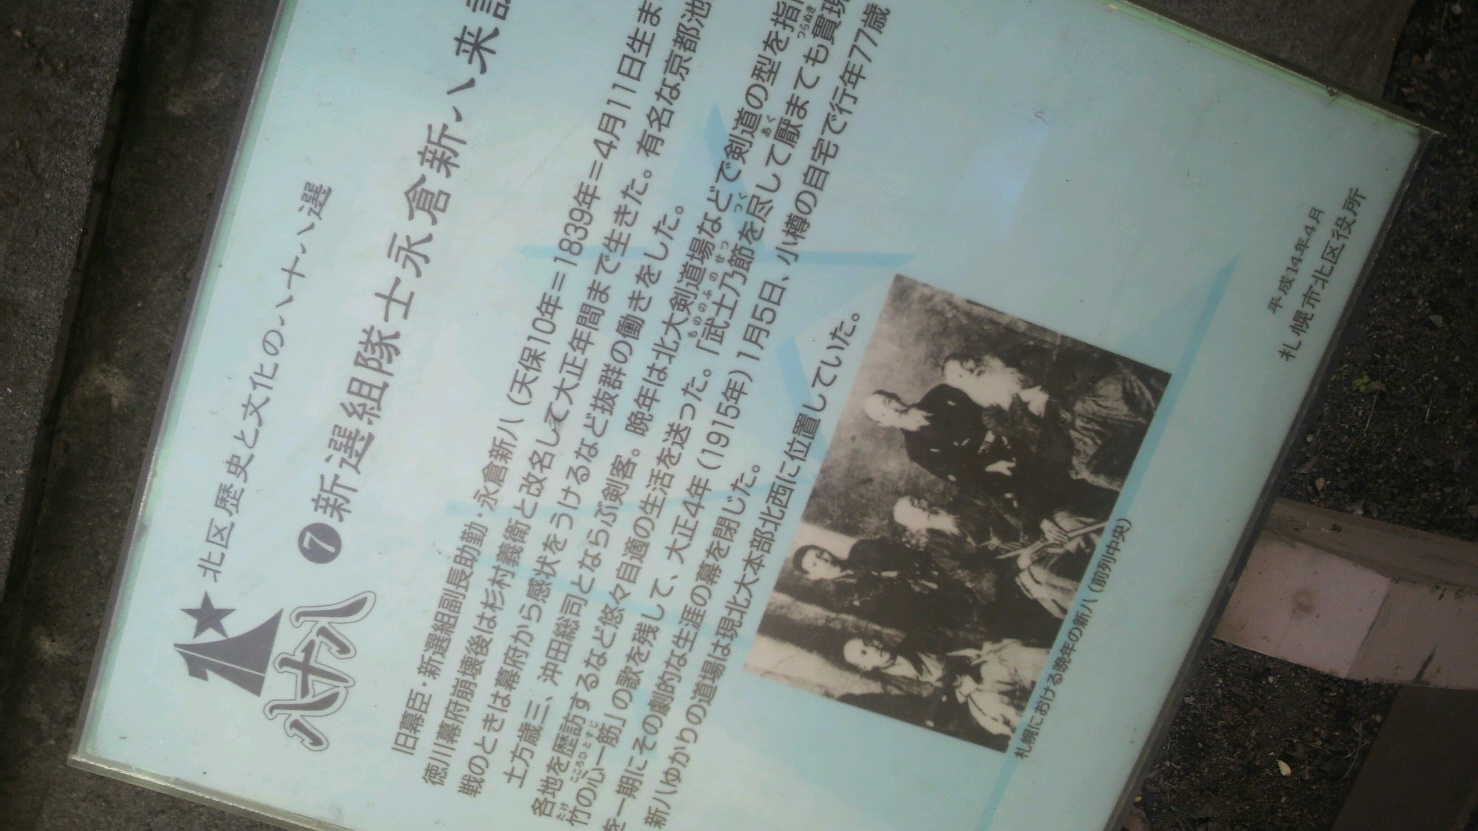 北区歴史と文化の八十八選
八十八
❼新選組隊士永倉新八来
旧幕臣・新選組副長助勤・永倉新八(天保10年=1839年=4月11日生ま
徳川幕府崩壊後は杉村義衛と改名して大正年間まで生きた。有名な京都池
戦のときは幕府から感状をうけるなど抜群の働きをした。
土方歳三、沖田総司とならぶ剣客。晩年は北大剣道場などで剣道の型を指
各地を歴訪するなど悠々自適の生活を送った。「武士乃節を尽して厭まても貫
竹の心一筋」の歌を残して、大正4年(1915年)1月5日、小樽の自宅で行年77歳
を一期にその劇的な生涯の幕を閉じた。
新八ゆかりの道場は現北大本部北西に位置していた。
札幌における晩年の新八(前列中央)
平成14年4月
札幌市北区役所